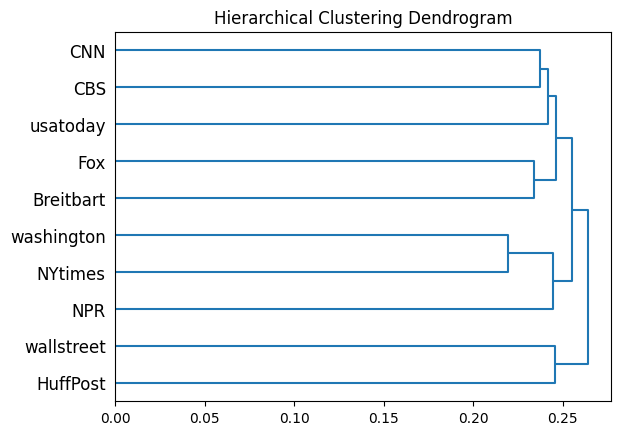 Hierarchical Clustering Dendrogram
CNN
CBS
usatoday
Fox
Breitbart
washington
NYtimes
NPR
wallstreet
HuffPost
0.00 0.05 0.10 0.15 0.20 0.25